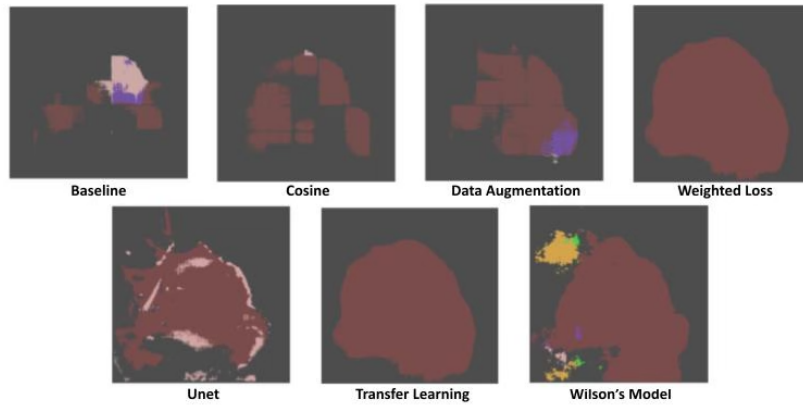 Baseline
Cosine
Data Augmentation
Weighted Loss
Unet
Transfer Learning
Wilson's Model